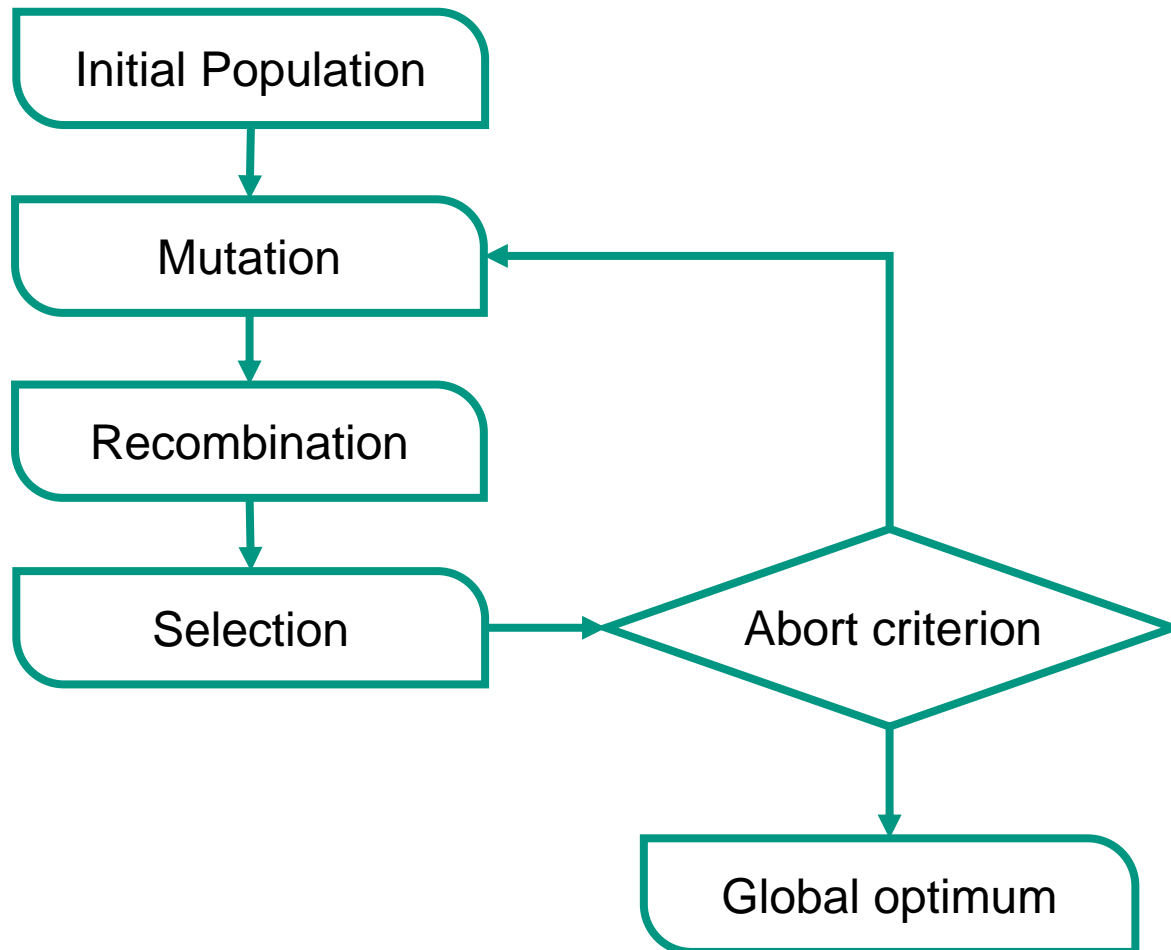 Initial Population
Mutation
Recombination
Selection
Abort criterion
Global optimum